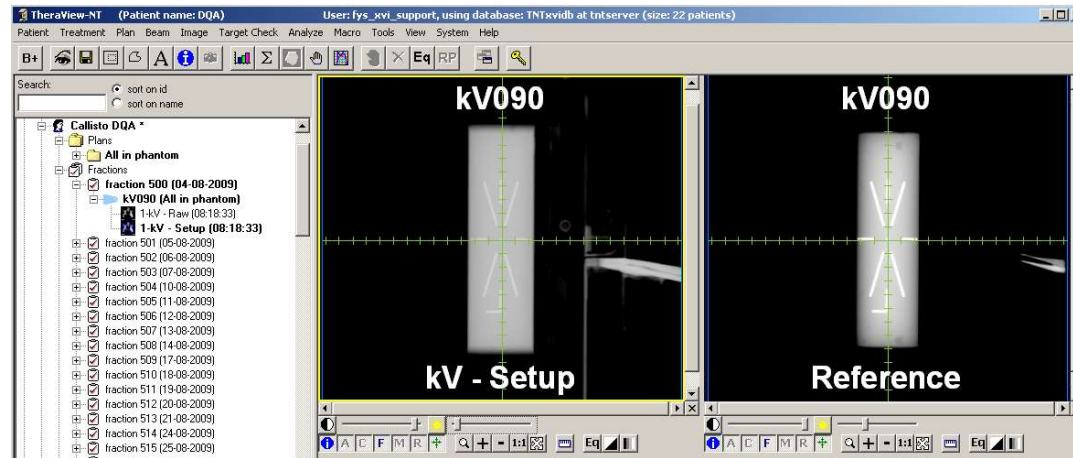 TheraView-NT (Patient name: DQA) User: fys_xvi_support, using database: TNTxvidb at tntserver (size: 22 patients)
Patient Treatment Plan Beam Image Target Check Analyze Macro Tools View System Help
B+ A i Σ Eq RP
Search:
sort on id
sort on name
Callisto DQA *
Plans
All in phantom
Fractions
fraction 500 (04-08-2009)
kV090 (All in phantom)
1-kV - Raw (08:18:33)
1-kV - Setup (08:18:33)
fraction 501 (05-08-2009)
fraction 502 (06-08-2009)
fraction 503 (07-08-2009)
fraction 504 (10-08-2009)
fraction 505 (11-08-2009)
fraction 506 (12-08-2009)
fraction 507 (13-08-2009)
fraction 508 (14-08-2009)
fraction 509 (17-08-2009)
fraction 510 (18-08-2009)
fraction 511 (19-08-2009)
fraction 512 (20-08-2009)
fraction 513 (21-08-2009)
fraction 514 (24-08-2009)
fraction 515 (25-08-2009)
kV090
kV - Setup
i A C F M R 1:1 Eq
kV090
Reference
i A C F M R 1:1 Eq